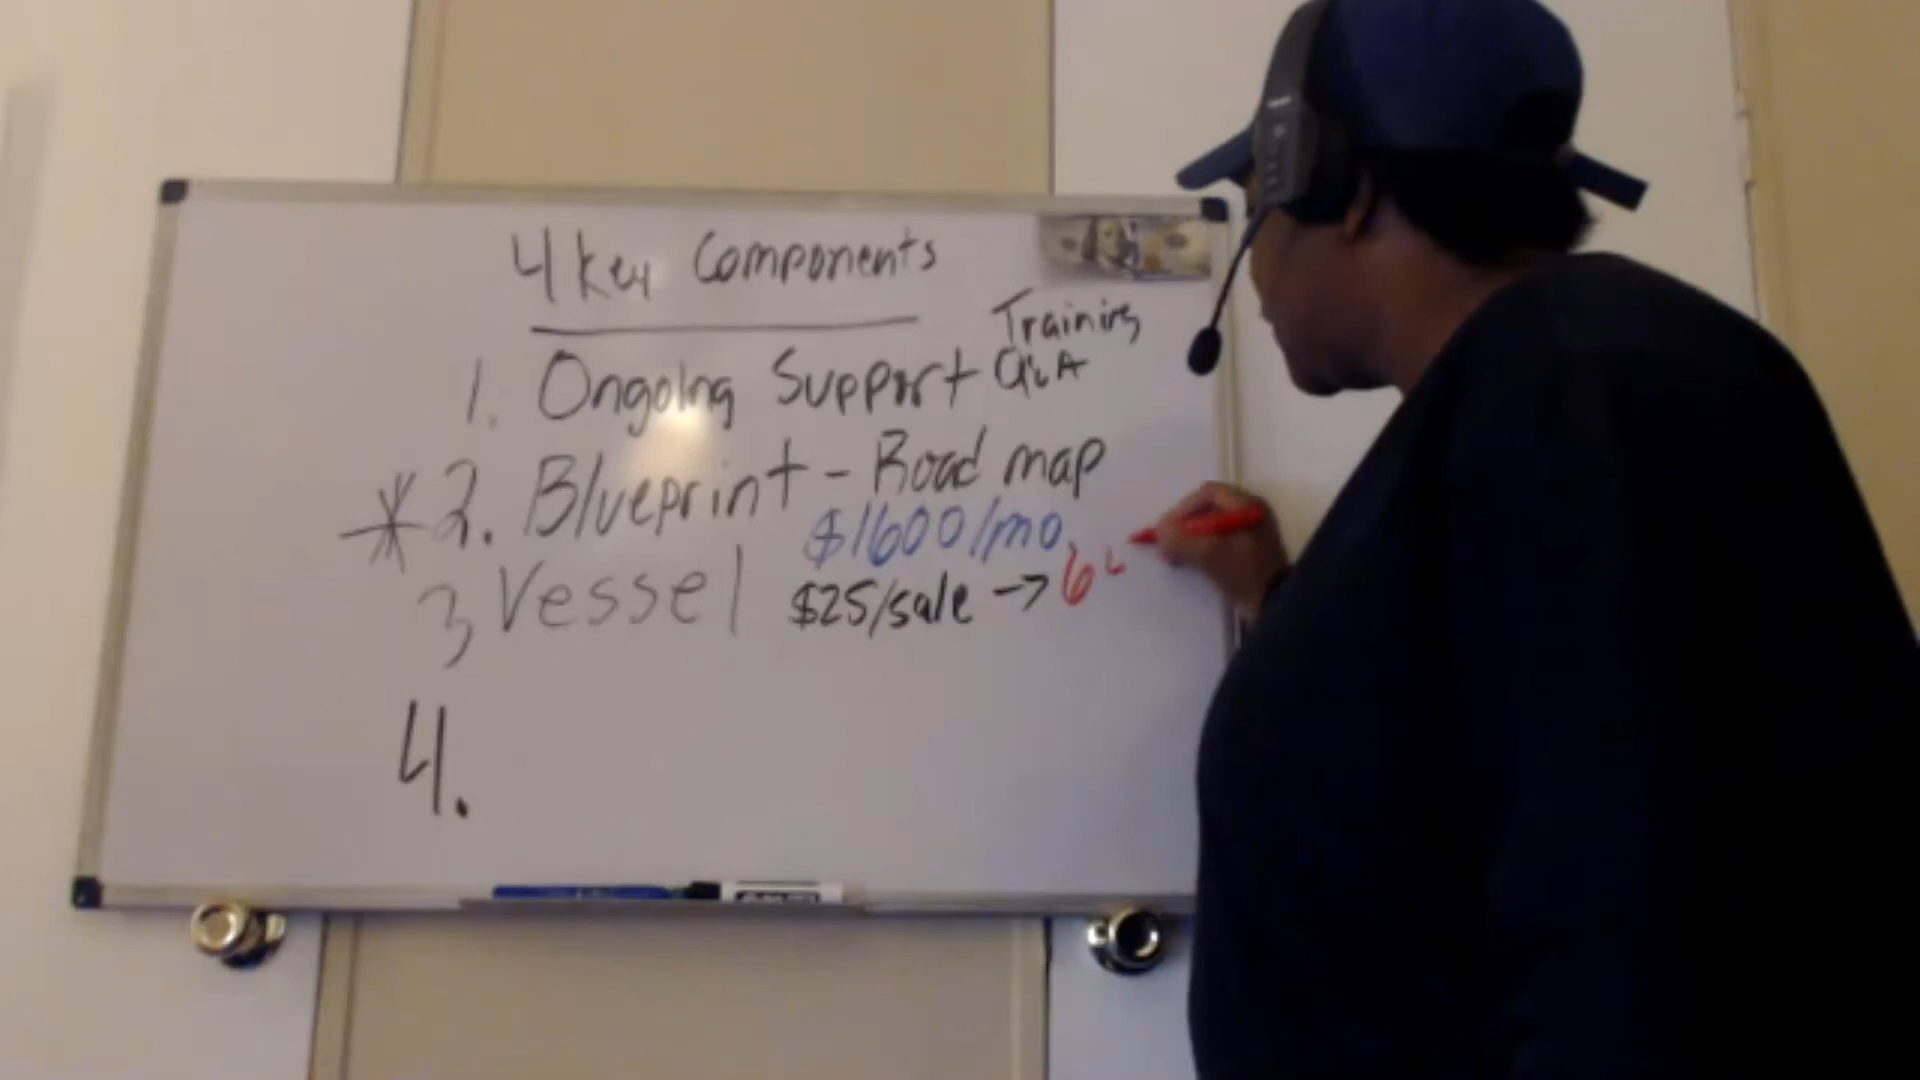 4 Key Components
Training
1. Ongoing Support Q&A
* 2. Blueprint - Road map
$1600/mo.
3 Vessel $25/sale → 6
4.